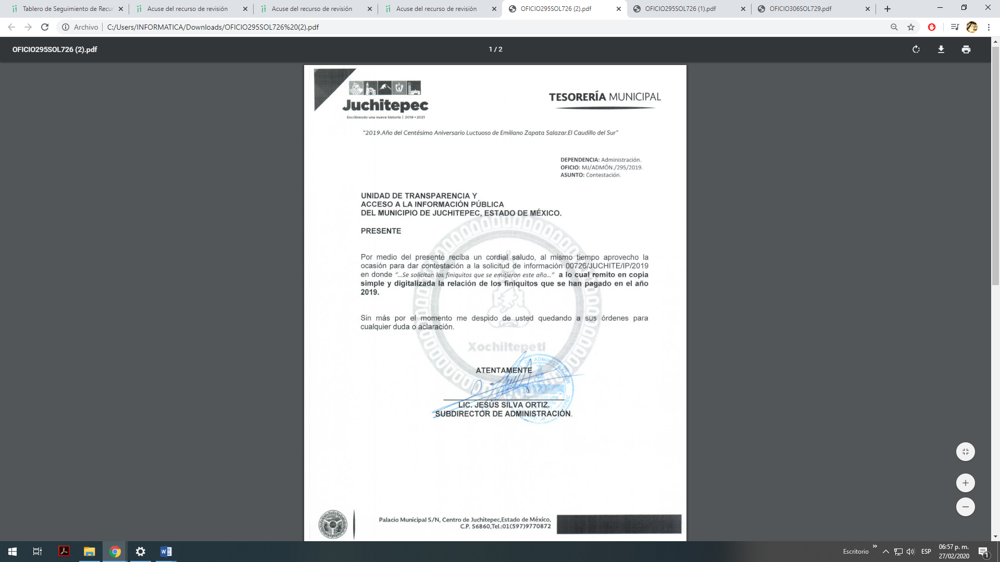 Tablero de Seguimiento de Recur
Acuse del recurso de revisión
Acuse del recurso de revisión
Acuse del recurso de revisión
OFICIO295SOL726 (2).pdf
OFICIO295SOL726 (1).pdf
OFICIO306SOL729.pdf
Archivo
C:/Users/INFORMATICA/Downloads/OFICIO295SOL726%20(2).pdf
OFICIO295SOL726 (2).pdf
1 / 2
Juchitepec
Escribiendo una nueva historia | 2019 • 2021
TESORERÍA MUNICIPAL
"2019.Año del Centésimo Aniversario Luctuoso de Emiliano Zapata Salazar.El Caudillo del Sur"
DEPENDENCIA: Administración.
OFICIO: MJ/ADMÓN./295/2019.
ASUNTO: Contestación.
UNIDAD DE TRANSPARENCIA Y
ACCESO A LA INFORMACIÓN PÚBLICA
DEL MUNICIPIO DE JUCHITEPEC, ESTADO DE MÉXICO.
PRESENTE
Por medio del presente reciba un cordial saludo, al mismo tiempo aprovecho la
ocasión para dar contestación a la solicitud de información 00726/JUCHITE/IP/2019
en donde "...Se solicitan los finiquitos que se emitieron este año..." a lo cual remito en copia
simple y digitalizada la relación de los finiquitos que se han pagado en el año
2019.
Sin más por el momento me despido de usted quedando a sus órdenes para
cualquier duda o aclaración.
Xochiltepetl
ATENTAMENTE
LIC. JESÚS SILVA ORTIZ.
SUBDIRECTOR DE ADMINISTRACIÓN.
Palacio Municipal S/N, Centro de Juchitepec,Estado de México,
C.P. 56860,Tel.:01(597)9770872
Escritorio
ESP
06:57 p. m.
27/02/2020
1